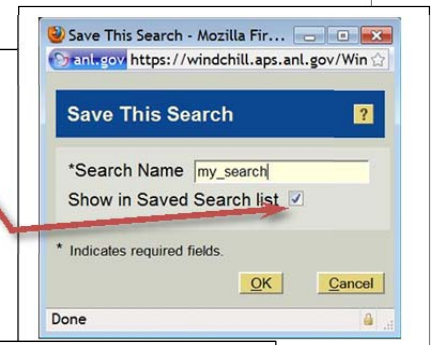 Save This Search - Mozilla Fir...
anl.gov https://windchill.aps.anl.gov/Win
Save This Search ?
*Search Name my_search
Show in Saved Search list
* Indicates required fields.
OK Cancel
Done